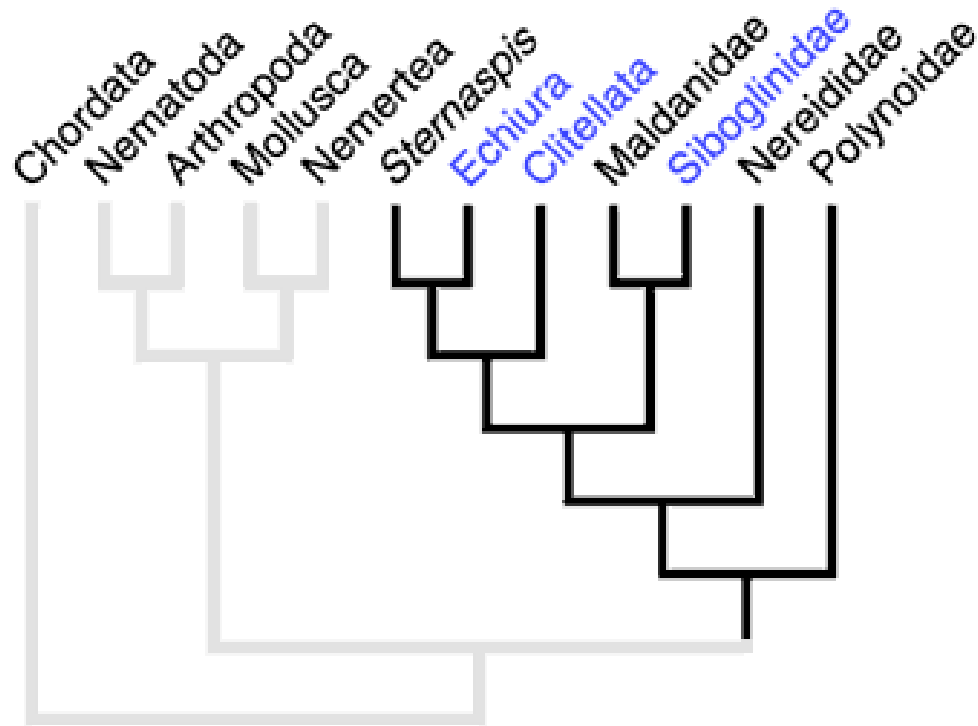 Chordata
Nematoda
Arthropoda
Mollusca
Nemertea
Sternaspis
Echiura
Clitellata
Maldanidae
Siboglinidae
Nereididae
Polynoidae